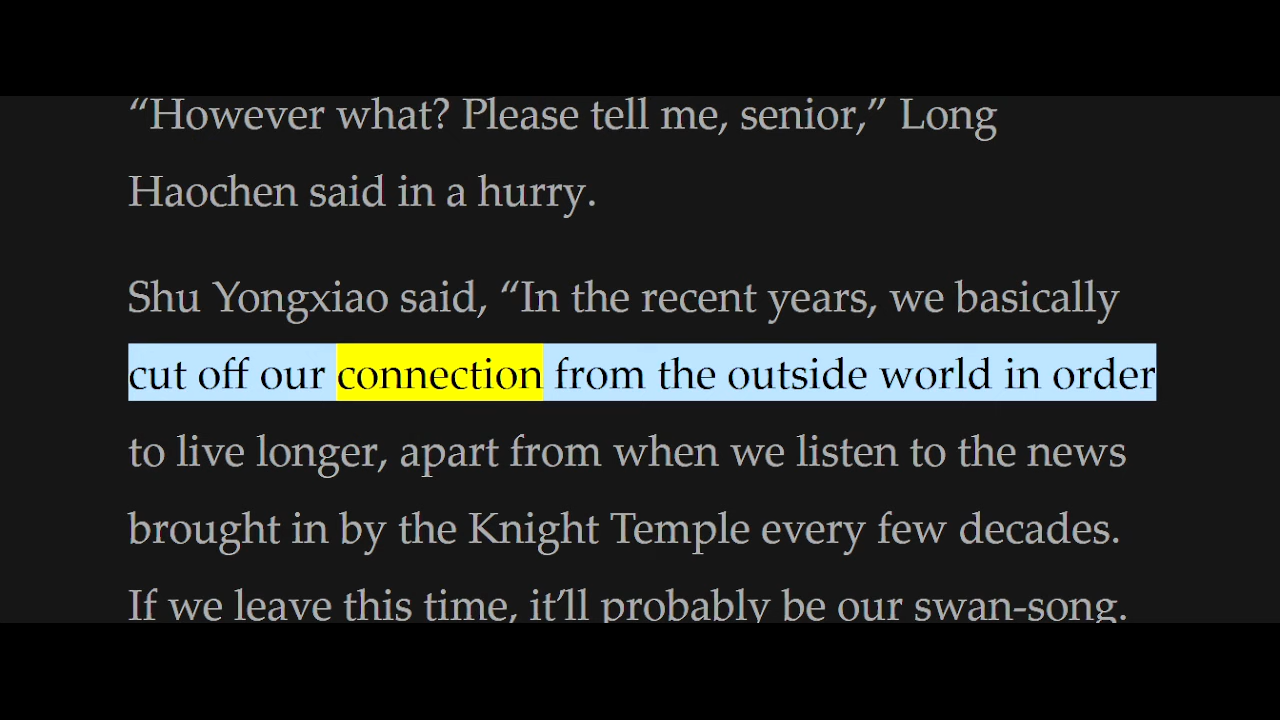 “However what? Please tell me, senior,” Long
Haochen said in a hurry.
Shu Yongxiao said, “In the recent years, we basically
cut off our connection from the outside world in order
to live longer, apart from when we listen to the news
brought in by the Knight Temple every few decades.
If we leave this time, it’ll probably be our swan-song.